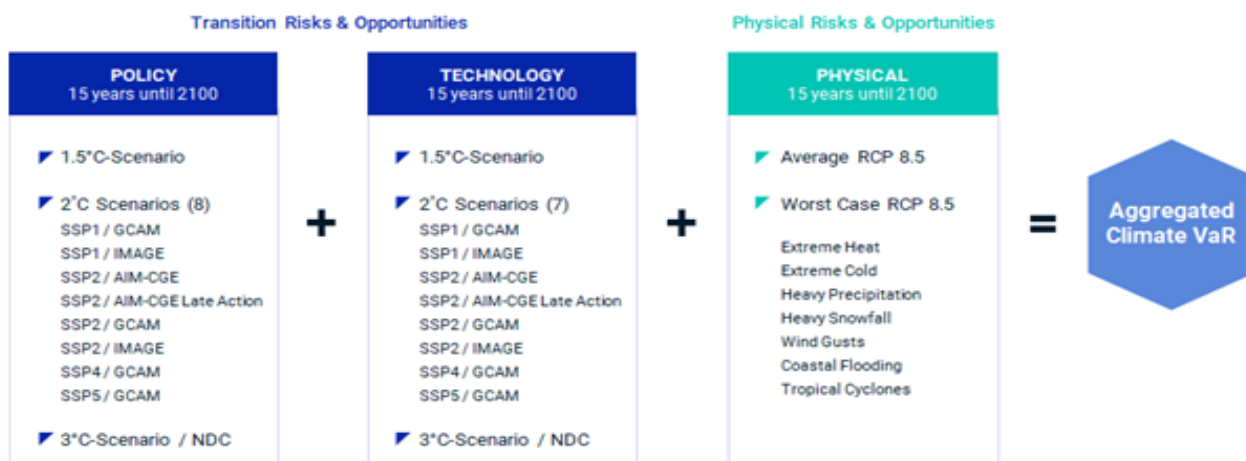 Transition Risks & Opportunities
Physical Risks & Opportunities
POLICY
15 years until 2100
1.5°C-Scenario
2°C Scenarios (8)
SSP1 / GCAM
SSP1 / IMAGE
SSP2 / AIM-CGE
SSP2 / AIM-CGE Late Action
SSP2 / GCAM
SSP2 / IMAGE
SSP4 / GCAM
SSP5 / GCAM
3°C-Scenario / NDC
+
TECHNOLOGY
15 years until 2100
1.5°C-Scenario
2°C Scenarios (7)
SSP1 / GCAM
SSP1 / IMAGE
SSP2 / AIM-CGE
SSP2 / AIM-CGE Late Action
SSP2 / GCAM
SSP2 / IMAGE
SSP4 / GCAM
SSP5 / GCAM
3°C-Scenario / NDC
+
PHYSICAL
15 years until 2100
Average RCP 8.5
Worst Case RCP 8.5
Extreme Heat
Extreme Cold
Heavy Precipitation
Heavy Snowfall
Wind Gusts
Coastal Flooding
Tropical Cyclones
=
Aggregated
Climate VaR